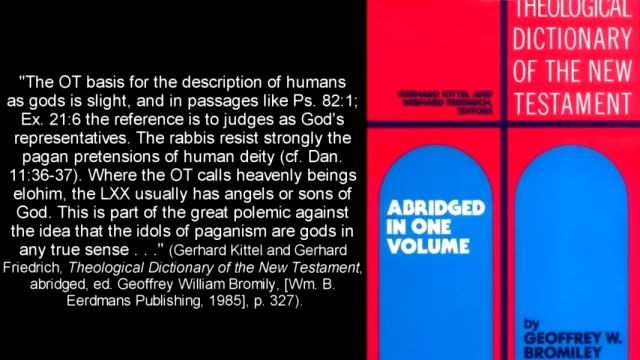 "The OT basis for the description of humans
as gods is slight, and in passages like Ps. 82:1;
Ex. 21:6 the reference is to judges as God's
representatives. The rabbis resist strongly the
pagan pretensions of human deity (cf. Dan.
11:36-37). Where the OT calls heavenly beings
elohim, the LXX usually has angels or sons of
God. This is part of the great polemic against
the idea that the idols of paganism are gods in
any true sense . . ." (Gerhard Kittel and Gerhard
Friedrich, Theological Dictionary of the New Testament,
abridged, ed. Geoffrey William Bromily, [Wm. B.
Eerdmans Publishing, 1985], p. 327).
THEOLOGICAL
DICTIONARY
OF THE NEW
TESTAMENT
GERHARD KITTEL AND
GERHARD FRIEDRICH,
EDITORS
ABRIDGED
IN ONE
VOLUME
by
GEOFFREY W.
BROMILEY